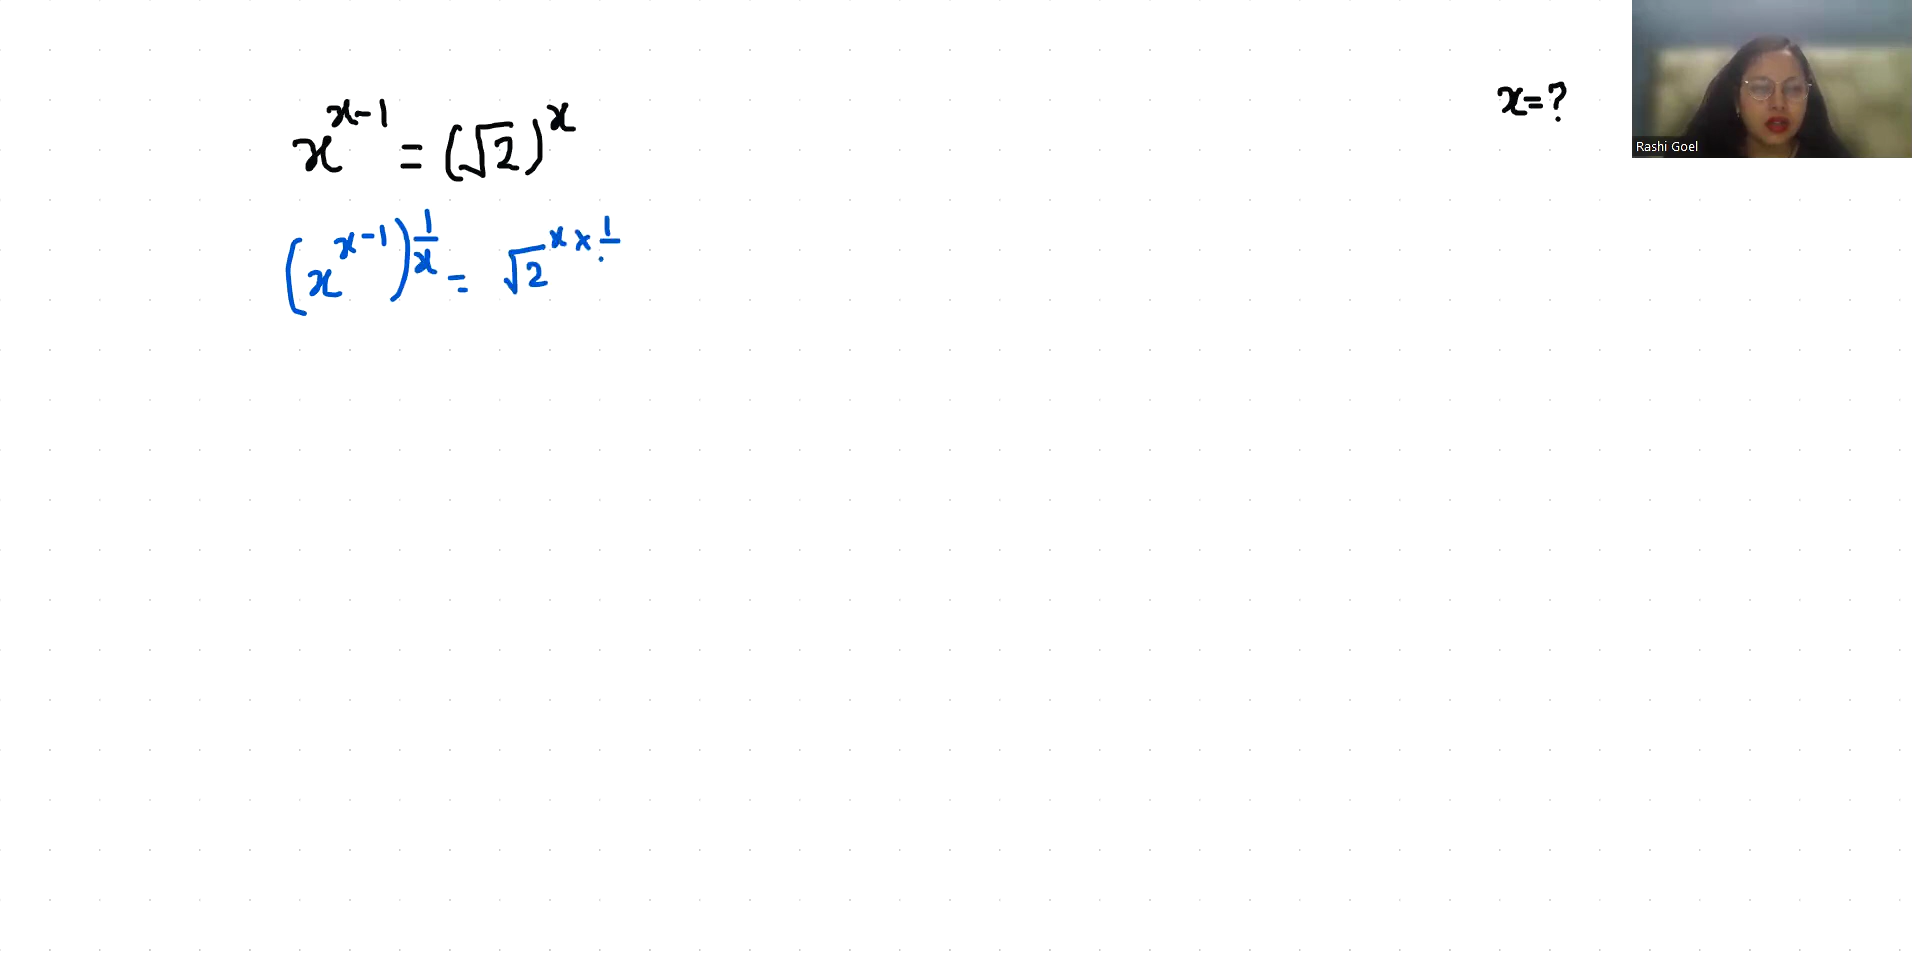 x^{x-1} = (√2)^x
x=?
Rashi Goel
(x^{x-1})^{1/x} = √2^{x × 1/}